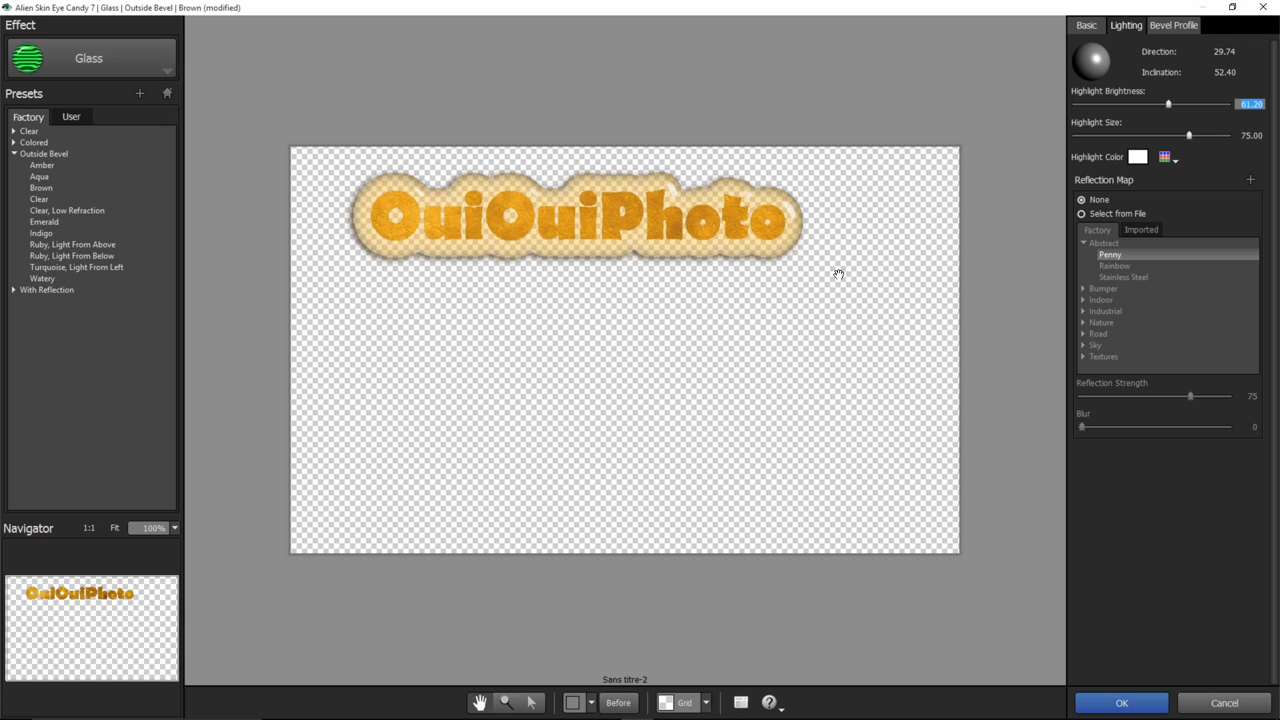 Alien Skin Eye Candy 7 | Glass | Outside Bevel | Brown (modified)
Effect
Glass
Presets
Factory User
Clear
Colored
Outside Bevel
Amber
Aqua
Brown
Clear
Clear, Low Refraction
Emerald
Indigo
Ruby, Light From Above
Ruby, Light From Below
Turquoise, Light From Left
Watery
With Reflection
Navigator 1:1 Fit 100%
OuiOuiPhoto
OuiOuiPhoto
Sans titre-2
Before Grid
Basic Lighting Bevel Profile
Direction: 29.74
Inclination: 52.40
Highlight Brightness:
61.20
Highlight Size:
75.00
Highlight Color
Reflection Map
None
Select from File
Factory Imported
Abstract
Penny
Rainbow
Stainless Steel
Bumper
Indoor
Industrial
Nature
Road
Sky
Textures
Reflection Strength
75
Blur
0
OK Cancel